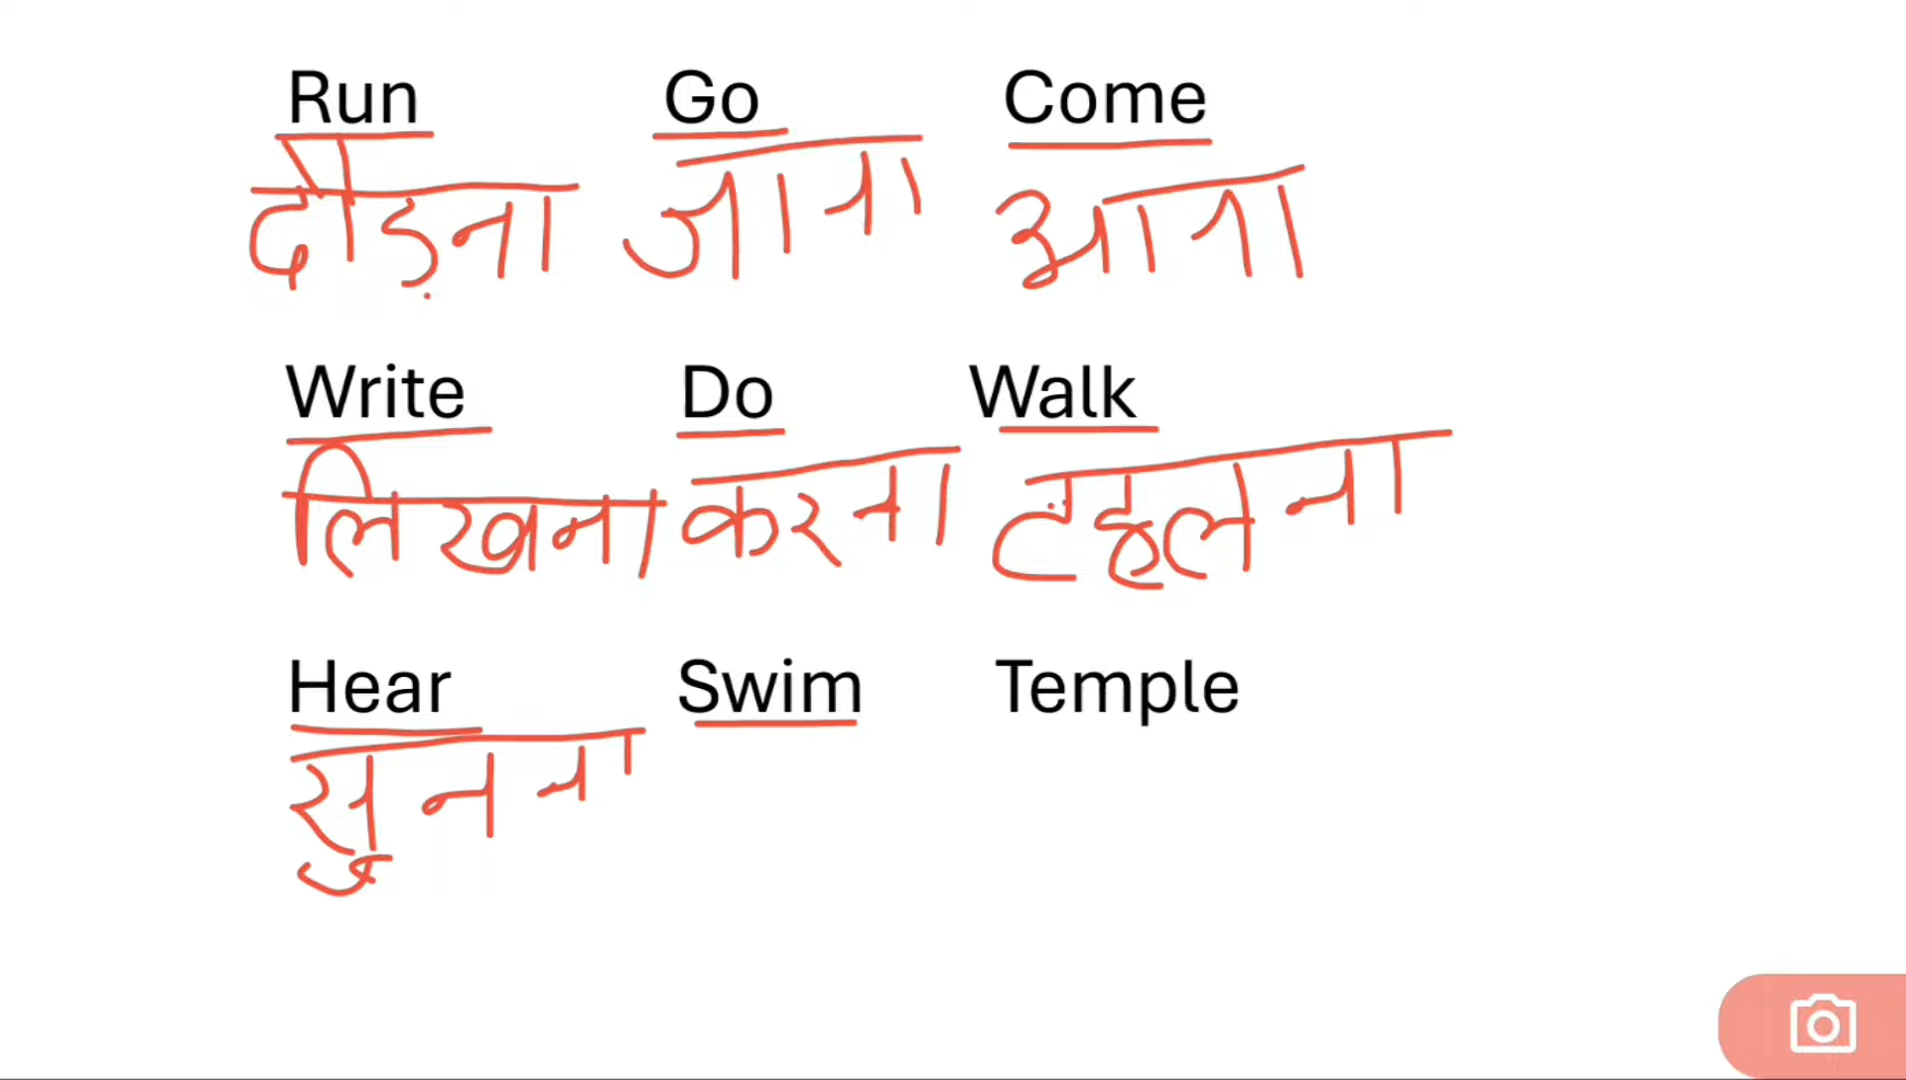 Run Go Come
दौड़ना जाना आना
Write Do Walk
लिखना करना टहलना
Hear Swim Temple
सुनना